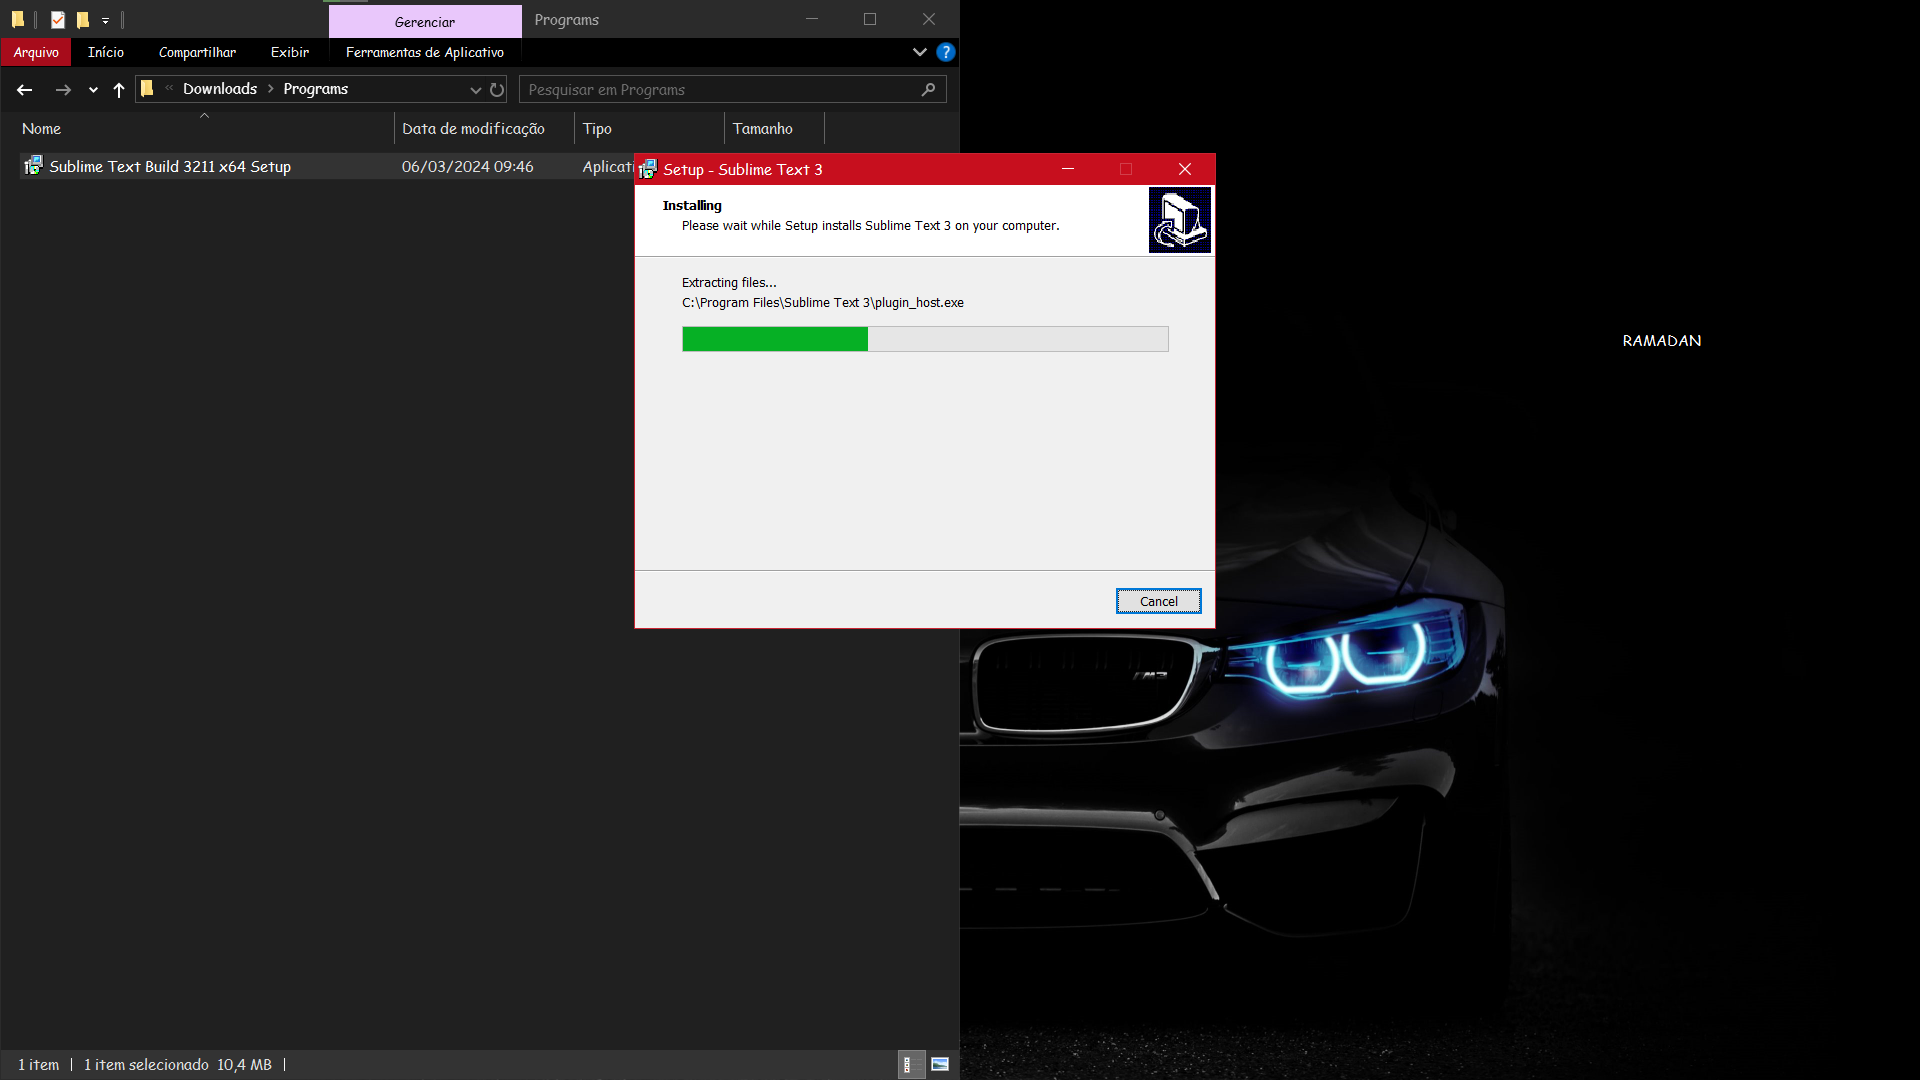 Gerenciar
Programs
Arquivo
Início
Compartilhar
Exibir
Ferramentas de Aplicativo
Downloads
Programs
Pesquisar em Programs
Nome
Data de modificação
Tipo
Tamanho
Sublime Text Build 3211 x64 Setup
06/03/2024 09:46
Aplicati
Setup - Sublime Text 3
Installing
Please wait while Setup installs Sublime Text 3 on your computer.
Extracting files...
C:\Program Files\Sublime Text 3\plugin_host.exe
Cancel
RAMADAN
M3
1 item
1 item selecionado 10,4 MB